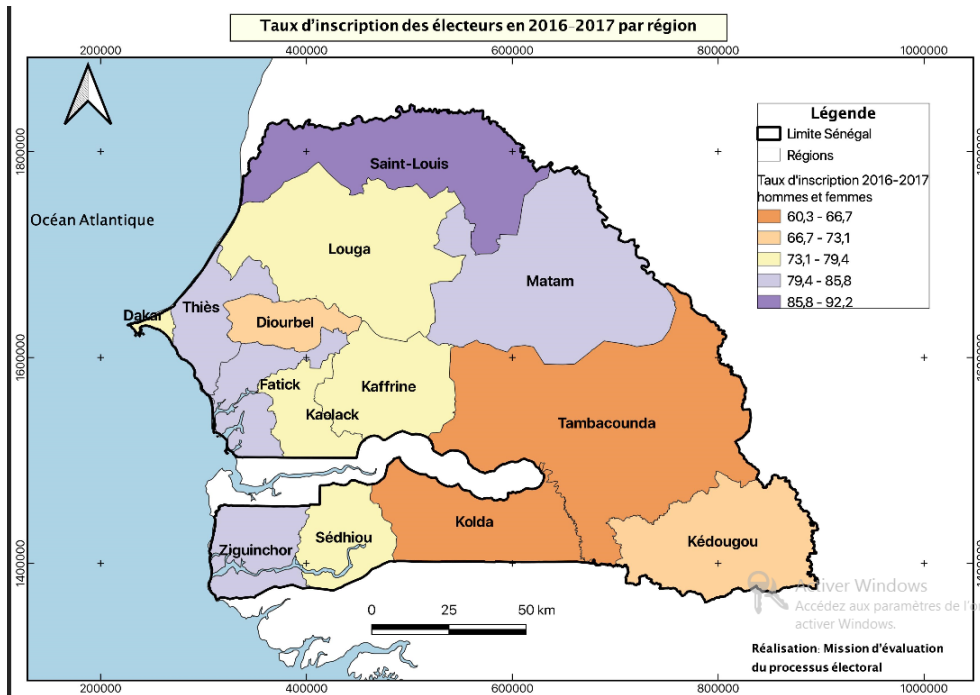 Taux d'inscription des électeurs en 2016-2017 par région
200000 400000 600000 800000 1000000
Légende
Limite Sénégal
Régions
Taux d'inscription 2016-2017
hommes et femmes
60,3 - 66,7
66,7 - 73,1
73,1 - 79,4
79,4 - 85,8
85,8 - 92,2
1800000
Saint-Louis
Océan Atlantique
Louga
Matam
Thiès
Dakar
Diourbel
1600000
Fatick
Kaffrine
Kaolack
Tambacounda
Kolda
Sédhiou
Ziguinchor
Kédougou
1400000
0 25 50 km
Activer Windows
Accédez aux paramètres de l'o
activer Windows.
Réalisation: Mission d'évaluation
du processus électoral
200000 400000 600000 800000 1000000